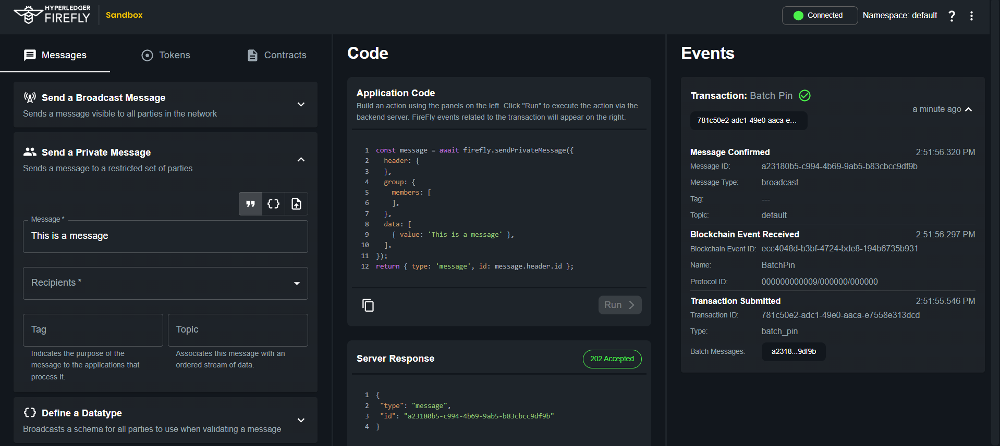 HYPERLEDGER
FIREFLY
Sandbox
Connected
Namespace: default
?
Messages
Tokens
Contracts
Send a Broadcast Message
Sends a message visible to all parties in the network
Send a Private Message
Sends a message to a restricted set of parties
Message *
This is a message
Recipients *
Tag
Topic
Indicates the purpose of the
message to the applications that
process it.
Associates this message with an
ordered stream of data.
Define a Datatype
Broadcasts a schema for all parties to use when validating a message
Code
Application Code
Build an action using the panels on the left. Click "Run" to execute the action via the
backend server. FireFly events related to the transaction will appear on the right.
1 const message = await firefly.sendPrivateMessage({
2 header: {
3 },
4 group: {
5 members: [
6 ],
7 },
8 data: [
9 { value: 'This is a message' },
10 ],
11 });
12 return { type: 'message', id: message.header.id };
Run
Server Response
202 Accepted
1 {
2 "type": "message",
3 "id": "a23180b5-c994-4b69-9ab5-b83cbcc9df9b"
4 }
Events
Transaction: Batch Pin
781c50e2-adc1-49e0-aaca-e...
a minute ago
Message Confirmed 2:51:56.320 PM
Message ID: a23180b5-c994-4b69-9ab5-b83cbcc9df9b
Message Type: broadcast
Tag: ---
Topic: default
Blockchain Event Received 2:51:56.297 PM
Blockchain Event ID: ecc4048d-b3bf-4724-bde8-194b6735b931
Name: BatchPin
Protocol ID: 000000000009/000000/000000
Transaction Submitted 2:51:55.546 PM
Transaction ID: 781c50e2-adc1-49e0-aaca-e7558e313dcd
Type: batch_pin
Batch Messages: a2318...9df9b